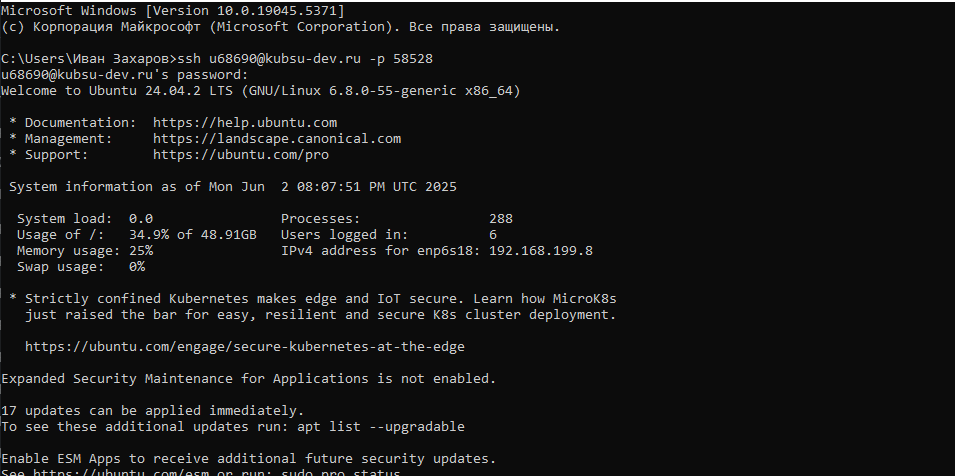 Microsoft Windows [Version 10.0.19045.5371]
(c) Корпорация Майкрософт (Microsoft Corporation). Все права защищены.
C:\Users\Иван Захаров>ssh u68690@kubsu-dev.ru -p 58528
u68690@kubsu-dev.ru's password:
Welcome to Ubuntu 24.04.2 LTS (GNU/Linux 6.8.0-55-generic x86_64)
* Documentation:  https://help.ubuntu.com
* Management:     https://landscape.canonical.com
* Support:        https://ubuntu.com/pro
System information as of Mon Jun  2 08:07:51 PM UTC 2025
System load:  0.0                Processes:                288
Usage of /:   34.9% of 48.91GB   Users logged in:          6
Memory usage: 25%                IPv4 address for enp6s18: 192.168.199.8
Swap usage:   0%
* Strictly confined Kubernetes makes edge and IoT secure. Learn how MicroK8s
just raised the bar for easy, resilient and secure K8s cluster deployment.
https://ubuntu.com/engage/secure-kubernetes-at-the-edge
Expanded Security Maintenance for Applications is not enabled.
17 updates can be applied immediately.
To see these additional updates run: apt list --upgradable
Enable ESM Apps to receive additional future security updates.
See https://ubuntu.com/esm or run: sudo pro status